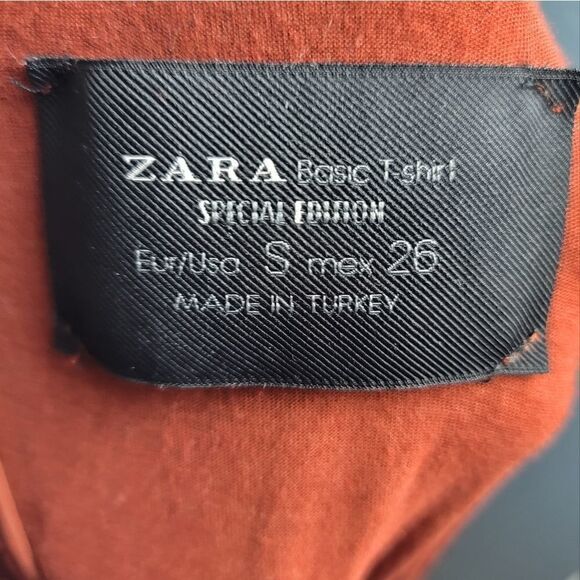 ZARA Basic T-shirt
SPECIAL EDITION
Eur/Usa S mex 26
MADE IN TURKEY